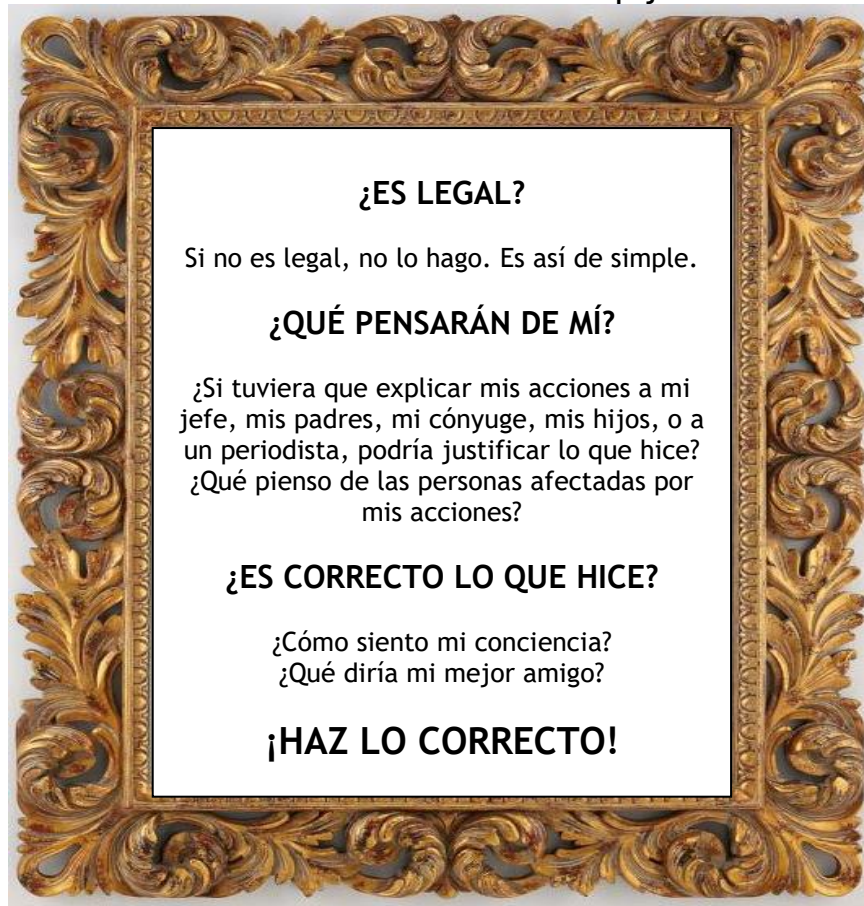 ¿ES LEGAL?
Si no es legal, no lo hago. Es así de simple.
¿QUÉ PENSARÁN DE MÍ?
¿Si tuviera que explicar mis acciones a mi
jefe, mis padres, mi cónyuge, mis hijos, o a
un periodista, podría justificar lo que hice?
¿Qué pienso de las personas afectadas por
mis acciones?
¿ES CORRECTO LO QUE HICE?
¿Cómo siento mi conciencia?
¿Qué diría mi mejor amigo?
¡HAZ LO CORRECTO!